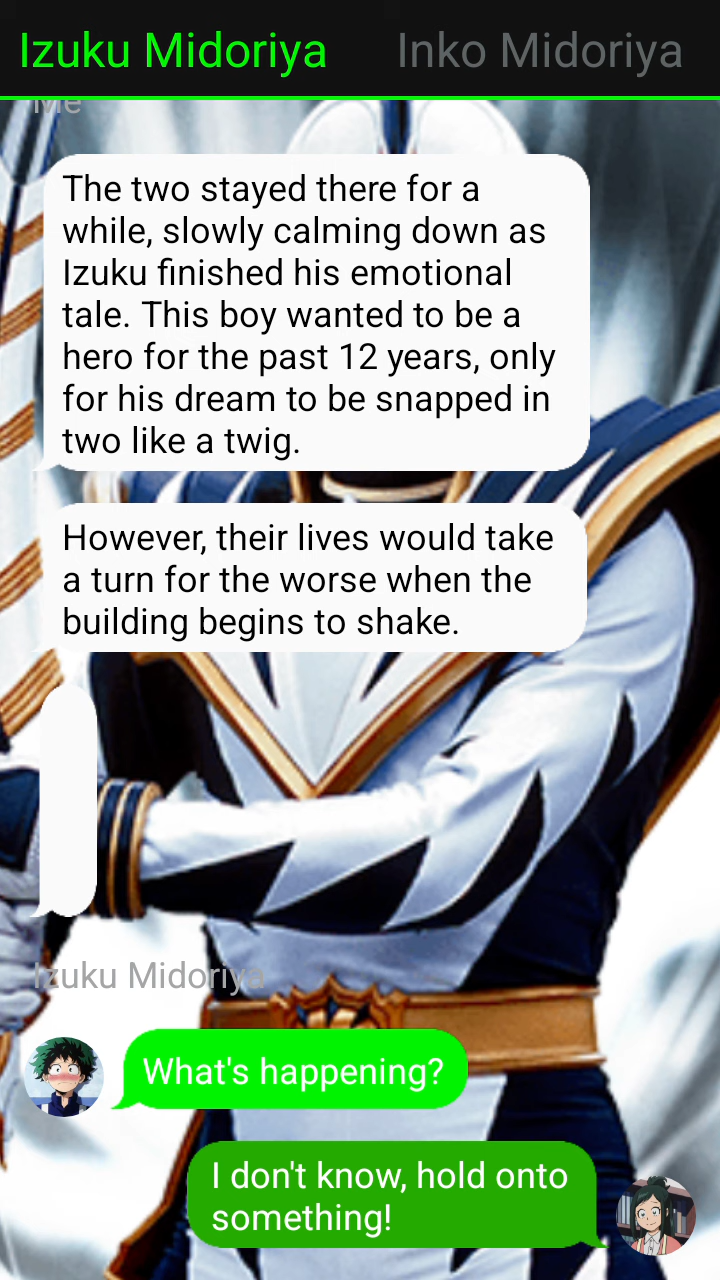 Izuku Midoriya Inko Midoriya
Me
The two stayed there for a
while, slowly calming down as
Izuku finished his emotional
tale. This boy wanted to be a
hero for the past 12 years, only
for his dream to be snapped in
two like a twig.
However, their lives would take
a turn for the worse when the
building begins to shake.
Izuku Midoriya
What's happening?
I don't know, hold onto
something!